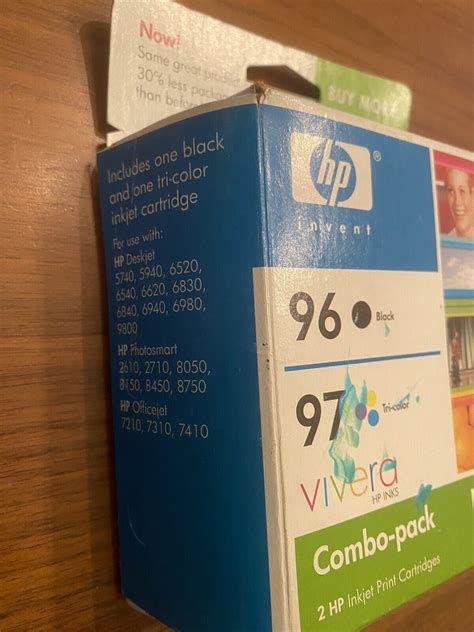 Now!
Same great product
30% less pack
than before
BUY MORE
Includes one black
and one tri-color
inkjet cartridge
For use with:
HP Deskjet
5740, 5940, 6520,
6540, 6620, 6830,
6840, 6940, 6980,
9800
HP Photosmart
2610, 2710, 8050,
8150, 8450, 8750
HP Officejet
7210, 7310, 7410
hp
®
invent
96 Black
97 Tri-color
vivera
HP INKS
Combo-pack
2 HP Inkjet Print Cartridges